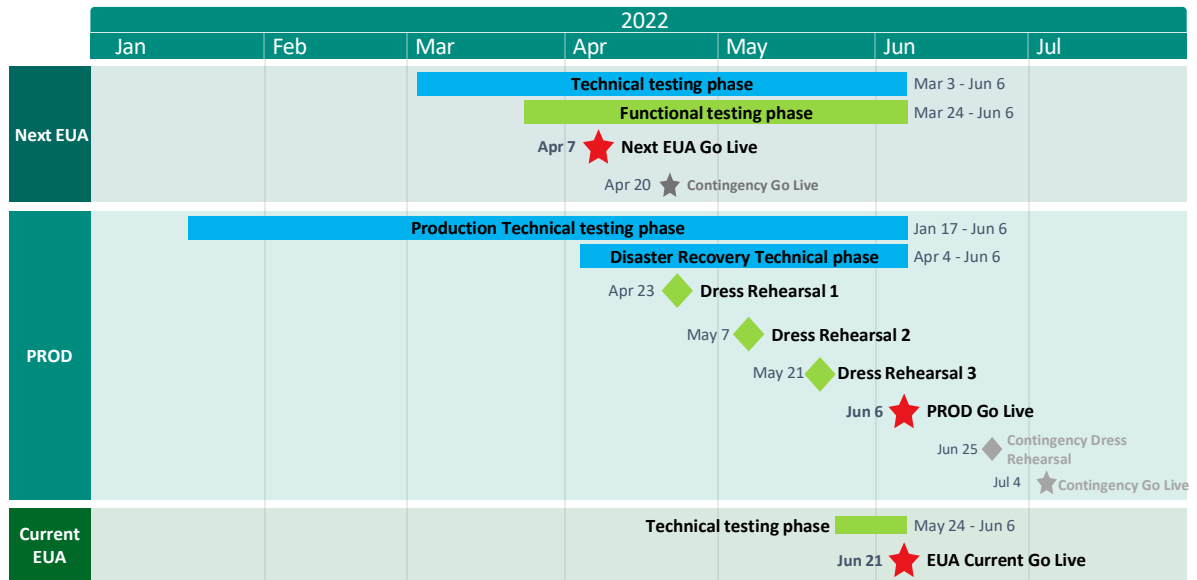 2022
Jan Feb Mar Apr May Jun Jul
Next EUA
Technical testing phase Mar 3 - Jun 6
Functional testing phase Mar 24 - Jun 6
Apr 7 Next EUA Go Live
Apr 20 Contingency Go Live
PROD
Production Technical testing phase Jan 17 - Jun 6
Disaster Recovery Technical phase Apr 4 - Jun 6
Apr 23 Dress Rehearsal 1
May 7 Dress Rehearsal 2
May 21 Dress Rehearsal 3
Jun 6 PROD Go Live
Jun 25 Contingency Dress
Rehearsal
Jul 4 Contingency Go Live
Current
EUA
Technical testing phase May 24 - Jun 6
Jun 21 EUA Current Go Live